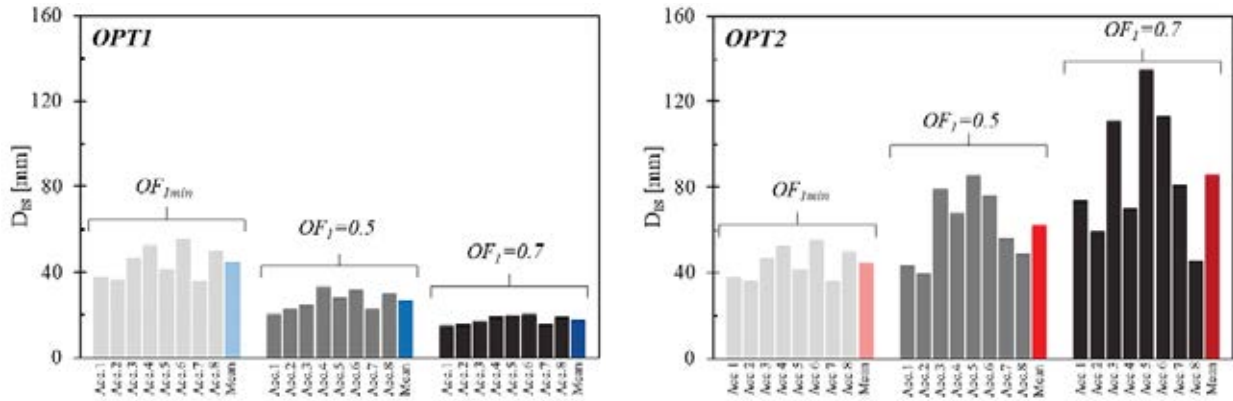 160
OPT1
120
D_IS [mm]
80
40
0
OF_1min
OF_1=0.5
OF_1=0.7
Acc.1 Acc.2 Acc.3 Acc.4 Acc.5 Acc.6 Acc.7 Acc.8 Mean
Acc.1 Acc.2 Acc.3 Acc.4 Acc.5 Acc.6 Acc.7 Acc.8 Mean
Acc.1 Acc.2 Acc.3 Acc.4 Acc.5 Acc.6 Acc.7 Acc.8 Mean
160
OPT2
120
D_IS [mm]
80
40
0
OF_1min
OF_1=0.5
OF_1=0.7
Acc 1 Acc 2 Acc 3 Acc 4 Acc 5 Acc 6 Acc 7 Acc 8 Mean
Acc.1 Acc.2 Acc.3 Acc.4 Acc.5 Acc.6 Acc.7 Acc.8 Mean
Acc 1 Acc 2 Acc 3 Acc 4 Acc 5 Acc 6 Acc 7 Acc 8 Mean